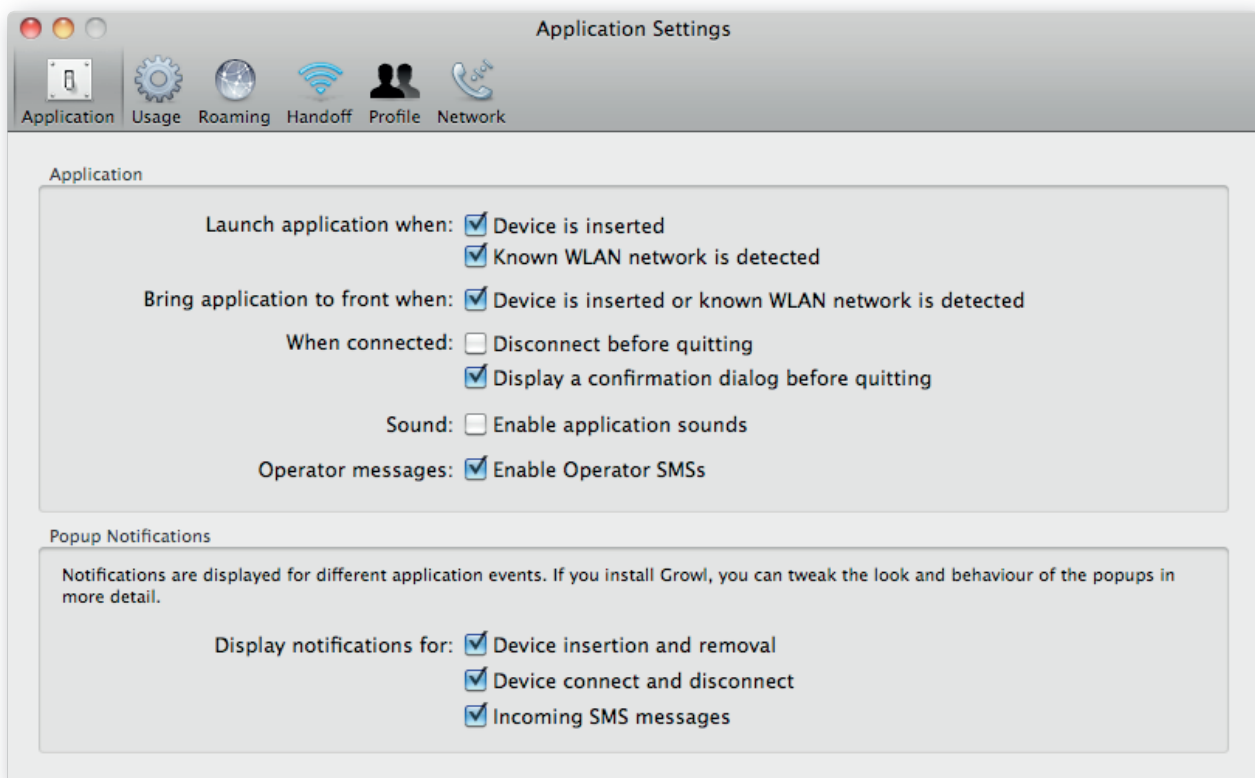 Application Settings
Application Usage Roaming Handoff Profile Network
Application
Launch application when: Device is inserted
Known WLAN network is detected
Bring application to front when: Device is inserted or known WLAN network is detected
When connected: Disconnect before quitting
Display a confirmation dialog before quitting
Sound: Enable application sounds
Operator messages: Enable Operator SMSs
Popup Notifications
Notifications are displayed for different application events. If you install Growl, you can tweak the look and behaviour of the popups in
more detail.
Display notifications for: Device insertion and removal
Device connect and disconnect
Incoming SMS messages